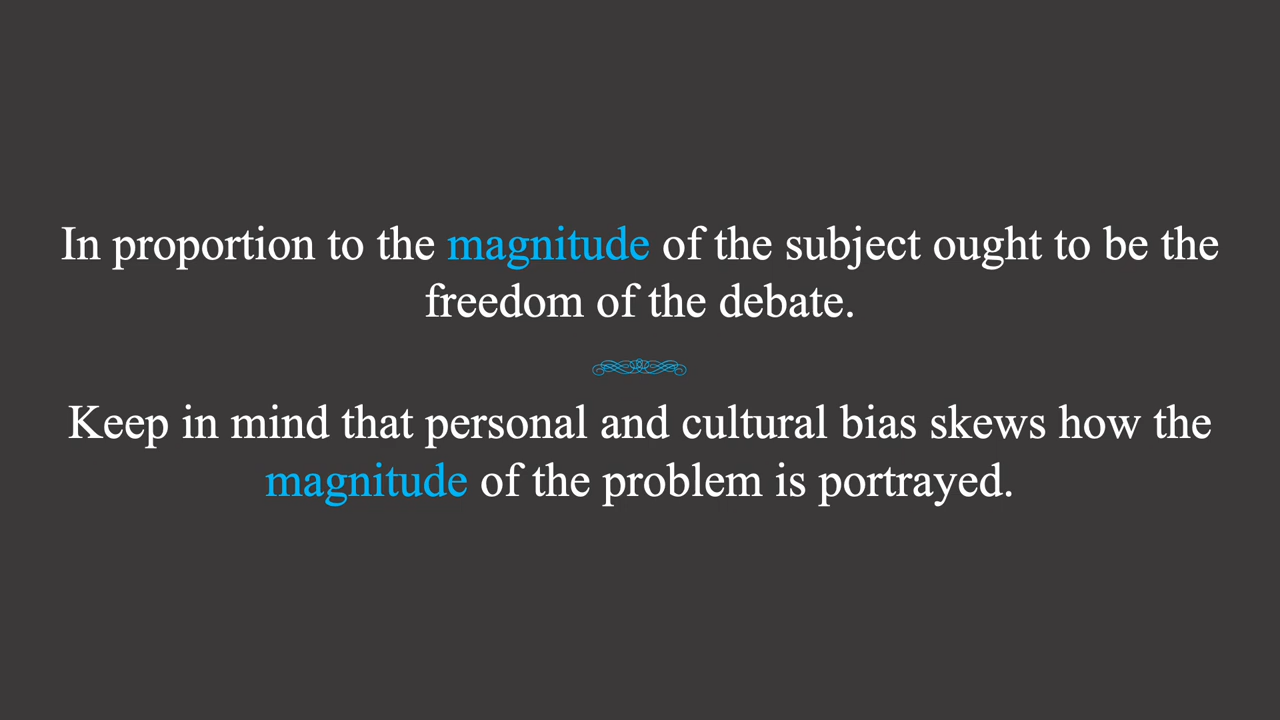 In proportion to the magnitude of the subject ought to be the
freedom of the debate.
Keep in mind that personal and cultural bias skews how the
magnitude of the problem is portrayed.